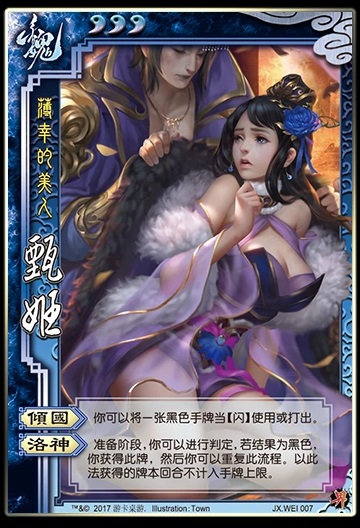 魏
薄幸的美人
甄姬
傾國
你可以将一张黑色手牌当【闪】使用或打出。
洛神
准备阶段,你可以进行判定,若结果为黑色,
你获得此牌,然后你可以重复此流程。以此
法获得的牌本回合不计入手牌上限。
™&© 2017 游卡桌游. Illustration:Town
JX.WEI 007
界